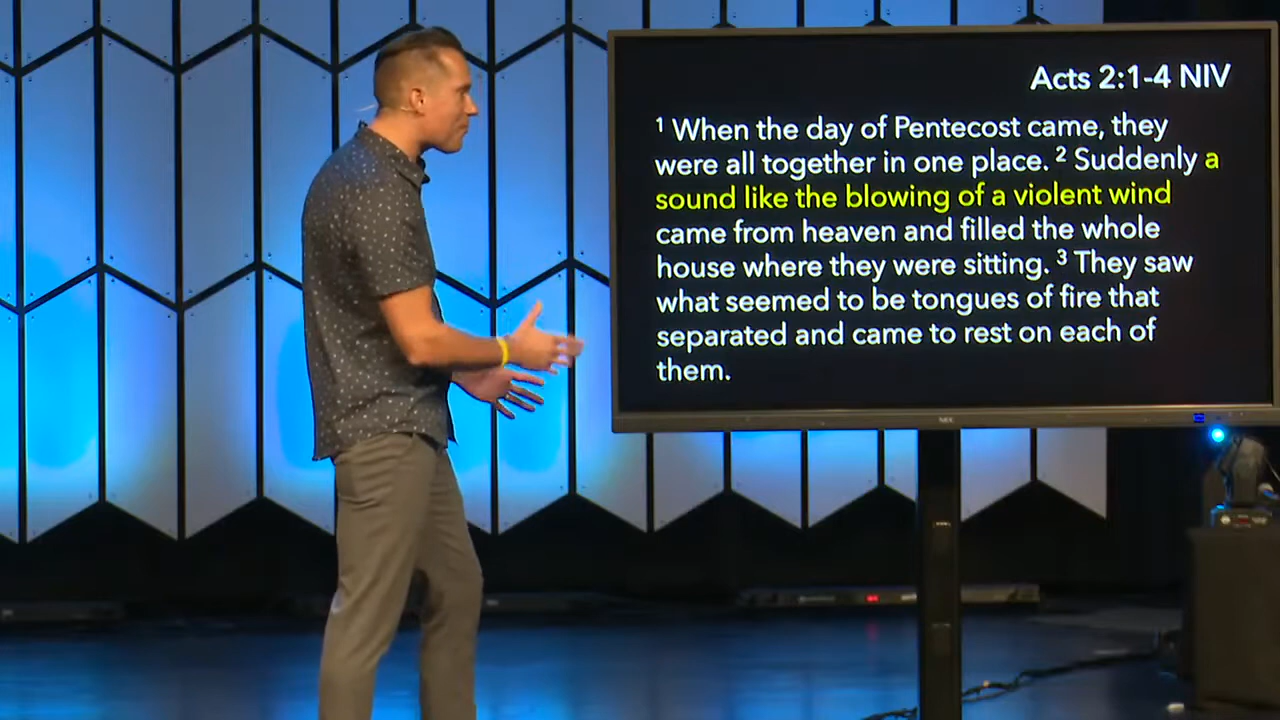 Acts 2:1-4 NIV
¹ When the day of Pentecost came, they
were all together in one place. ² Suddenly a
sound like the blowing of a violent wind
came from heaven and filled the whole
house where they were sitting. ³ They saw
what seemed to be tongues of fire that
separated and came to rest on each of
them.
NEC